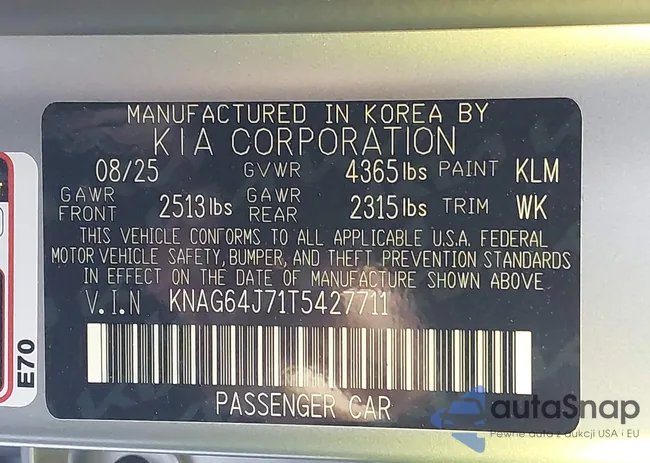 MANUFACTURED IN KOREA BY
KIA CORPORATION
08/25 GVWR 4365 lbs PAINT KLM
GAWR FRONT 2513 lbs GAWR REAR 2315 lbs TRIM WK
THIS VEHICLE CONFORMS TO ALL APPLICABLE U.S.A. FEDERAL
MOTOR VEHICLE SAFETY, BUMPER, AND THEFT PREVENTION STANDARDS
IN EFFECT ON THE DATE OF MANUFACTURE SHOWN ABOVE
V.I.N KNAG64J71T5427711
PASSENGER CAR
E70
autoSnap
Pewne auta z aukcji USA i EU